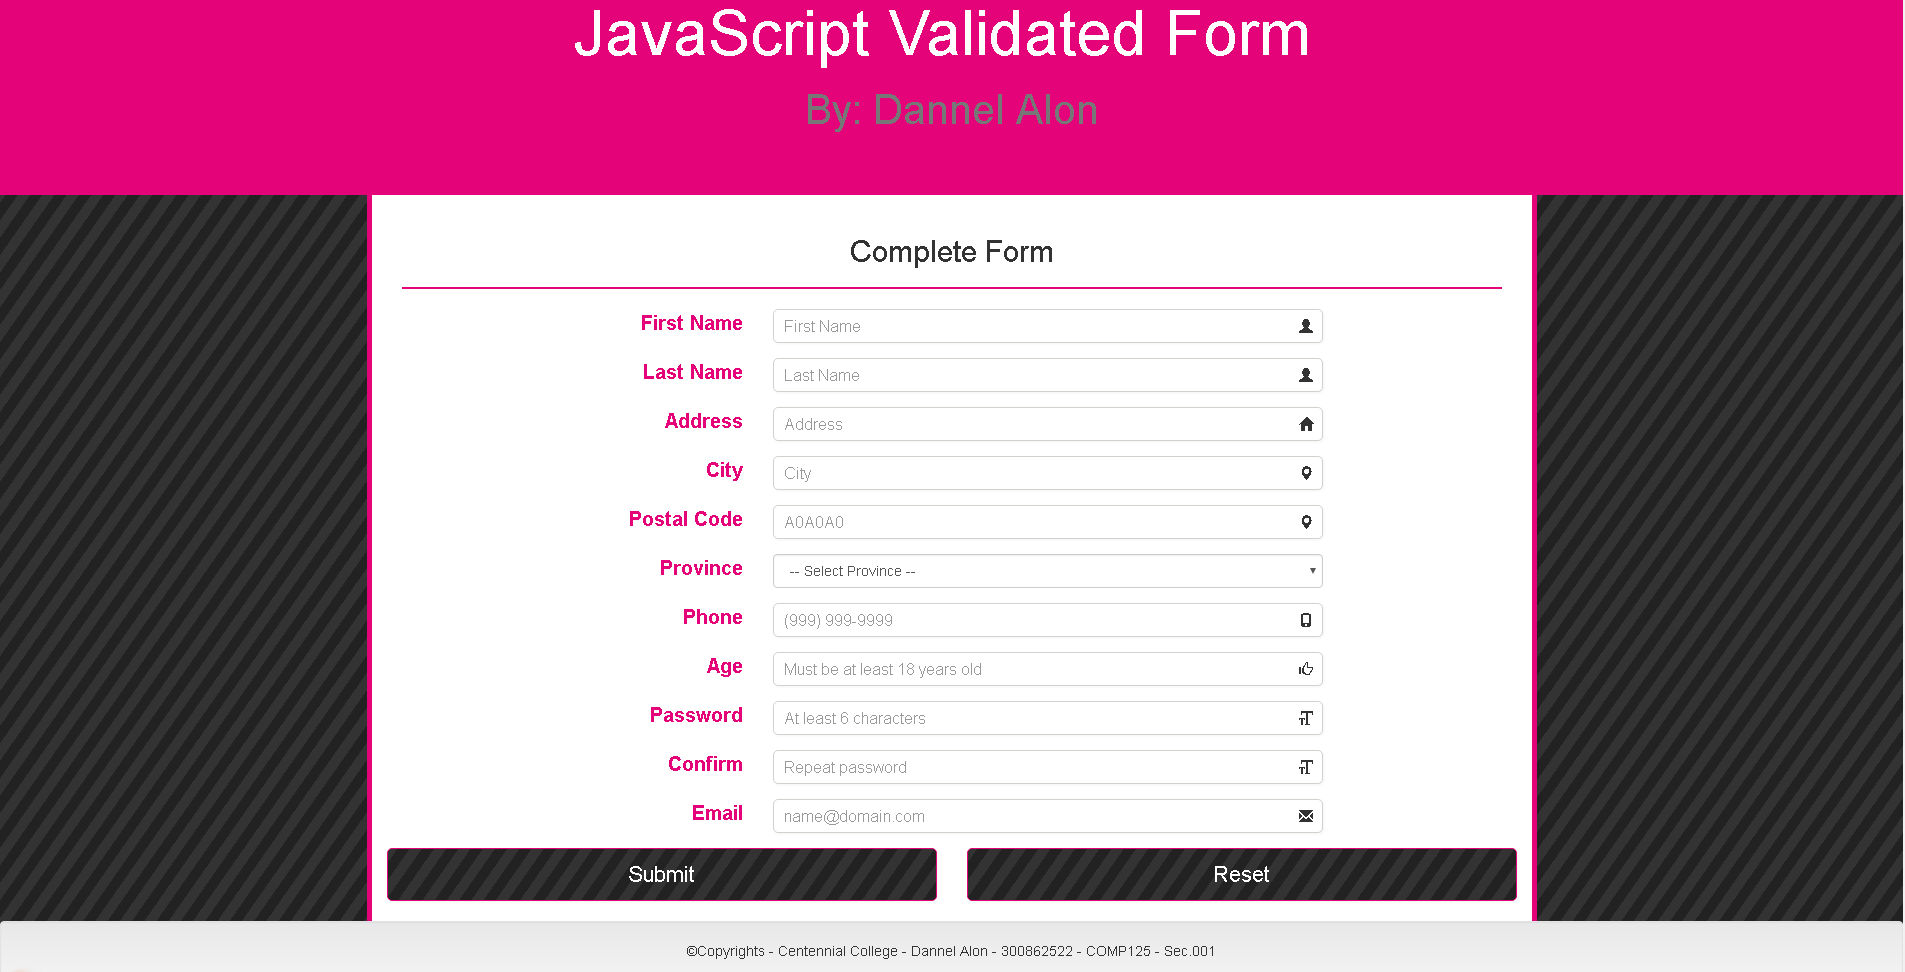 JavaScript Validated Form
By: Dannel Alon
Complete Form
First Name First Name
Last Name Last Name
Address Address
City City
Postal Code A0A0A0
Province -- Select Province --
Phone (999) 999-9999
Age Must be at least 18 years old
Password At least 6 characters
Confirm Repeat password
Email name@domain.com
Submit Reset
©Copyrights - Centennial College - Dannel Alon - 300862522 - COMP125 - Sec.001